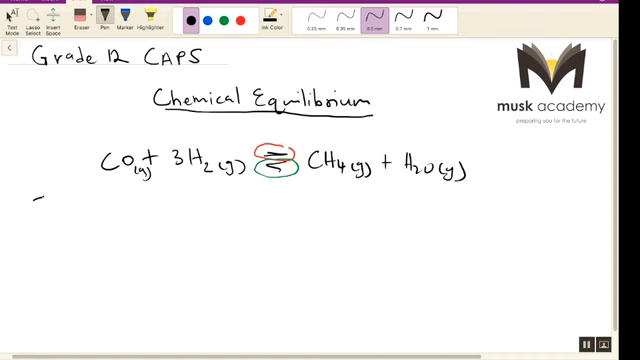 Text Mode
Lasso Select
Insert Space
Eraser
Pen
Marker
Highlighter
Ink Color
0.25 mm
0.35 mm
0.5 mm
0.7 mm
1 mm
Grade 12 CAPS
Chemical Equilibrium
musk academy
preparing you for the future
CO(g) + 3H2(g) ⇌ CH4(g) + H2O(g)